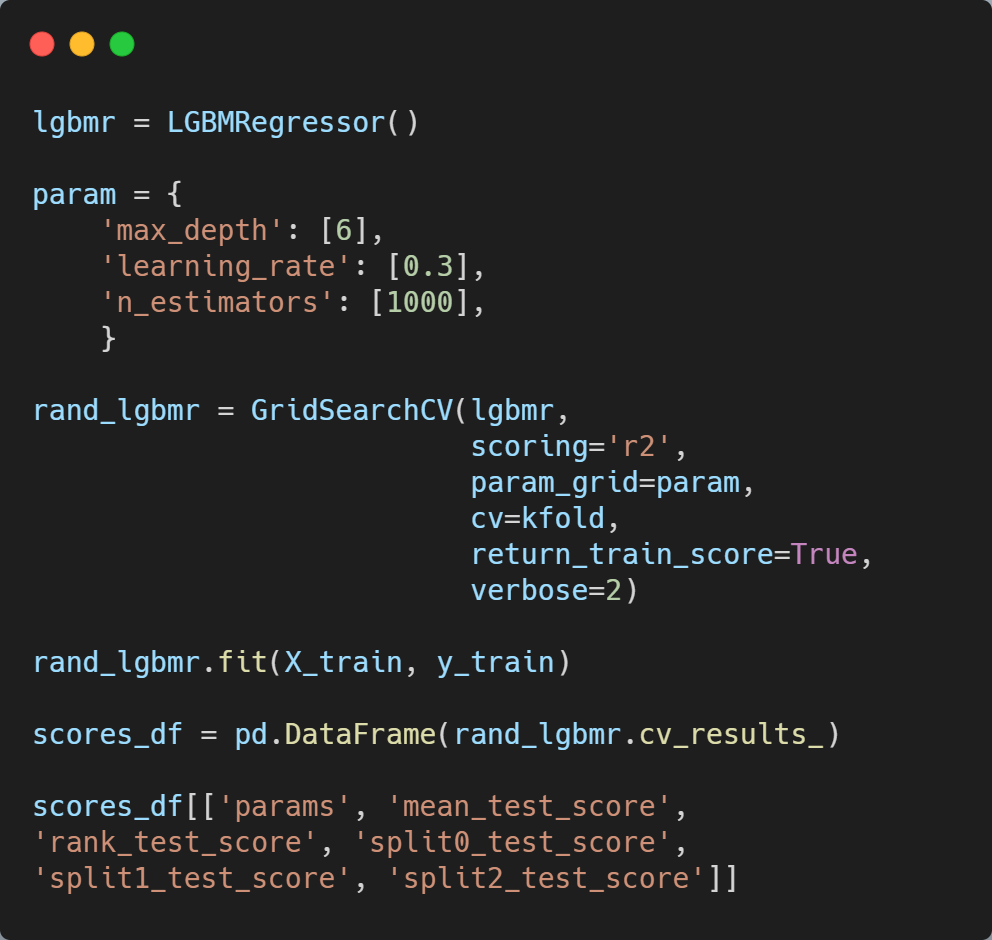 lgbmr = LGBMRegressor()

param = {
    'max_depth': [6],
    'learning_rate': [0.3],
    'n_estimators': [1000],
    }

rand_lgbmr = GridSearchCV(lgbmr,
                          scoring='r2',
                          param_grid=param,
                          cv=kfold,
                          return_train_score=True,
                          verbose=2)

rand_lgbmr.fit(X_train, y_train)

scores_df = pd.DataFrame(rand_lgbmr.cv_results_)

scores_df[['params', 'mean_test_score',
'rank_test_score', 'split0_test_score',
'split1_test_score', 'split2_test_score']]